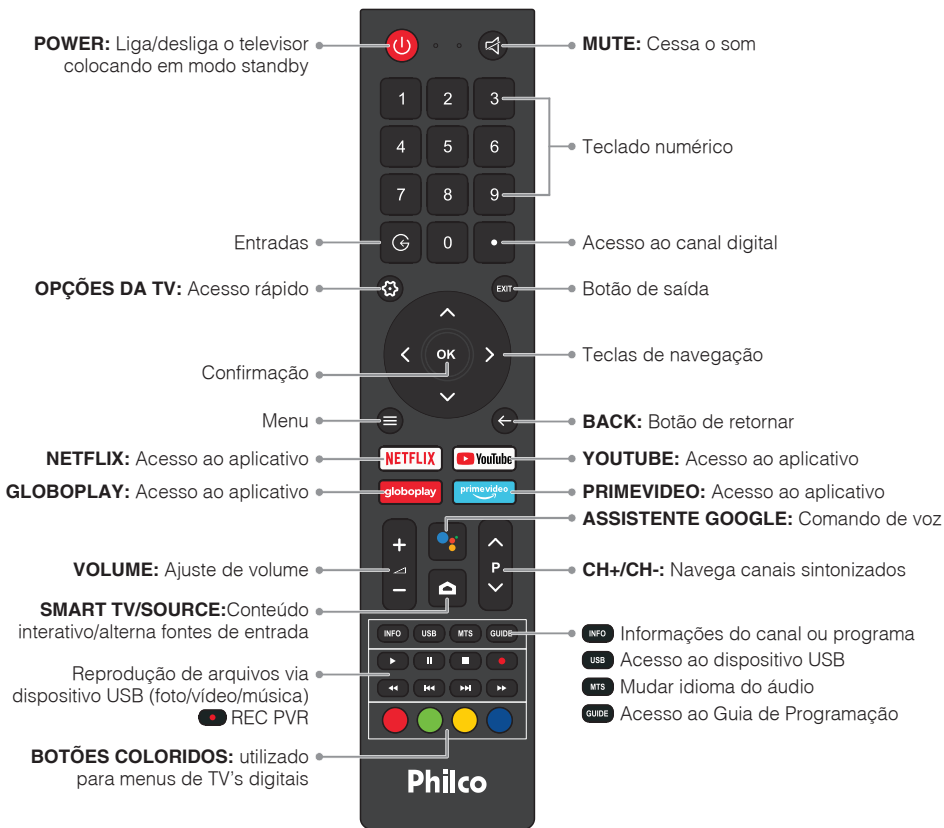 POWER: Liga/desliga o televisor
colocando em modo standby
MUTE: Cessa o som
1 2 3
4 5 6
Teclado numérico
7 8 9
Entradas
0
Acesso ao canal digital
OPÇÕES DA TV: Acesso rápido
EXIT
Botão de saída
OK
Teclas de navegação
Confirmação
Menu
BACK: Botão de retornar
NETFLIX: Acesso ao aplicativo
NETFLIX
YouTube
YOUTUBE: Acesso ao aplicativo
GLOBOPLAY: Acesso ao aplicativo
globoplay
prime video
PRIMEVIDEO: Acesso ao aplicativo
ASSISTENTE GOOGLE: Comando de voz
VOLUME: Ajuste de volume
+
−
P
CH+/CH-: Navega canais sintonizados
SMART TV/SOURCE:Conteúdo
interativo/alterna fontes de entrada
INFO USB MTS GUIDE
INFO Informações do canal ou programa
USB Acesso ao dispositivo USB
MTS Mudar idioma do áudio
GUIDE Acesso ao Guia de Programação
Reprodução de arquivos via
dispositivo USB (foto/vídeo/música)
REC PVR
BOTÕES COLORIDOS: utilizado
para menus de TV's digitais
Philco